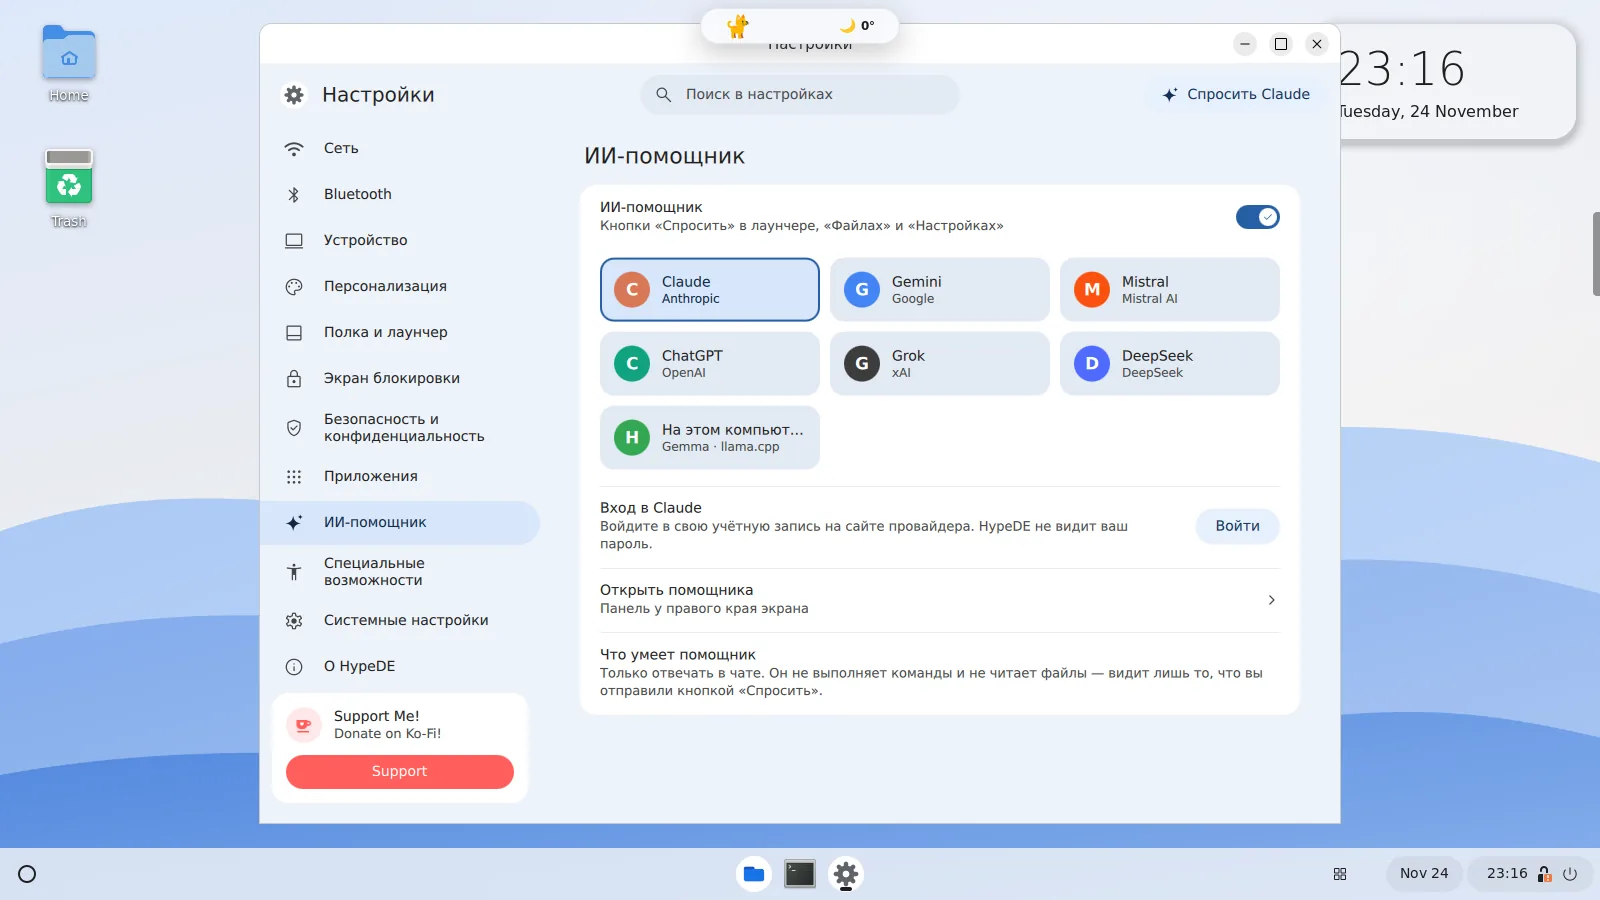 Home
Trash
0°
Настройки
23:16
Tuesday, 24 November
Настройки
Поиск в настройках
Спросить Claude
Сеть
Bluetooth
Устройство
Персонализация
Полка и лаунчер
Экран блокировки
Безопасность и
конфиденциальность
Приложения
ИИ-помощник
Специальные
возможности
Системные настройки
О HypeDE
Support Me!
Donate on Ko-Fi!
Support
ИИ-помощник
ИИ-помощник
Кнопки «Спросить» в лаунчере, «Файлах» и «Настройках»
C
Claude
Anthropic
G
Gemini
Google
M
Mistral
Mistral AI
C
ChatGPT
OpenAI
G
Grok
xAI
D
DeepSeek
DeepSeek
Н
На этом компьют...
Gemma · llama.cpp
Вход в Claude
Войдите в свою учётную запись на сайте провайдера. HypeDE не видит ваш
пароль.
Войти
Открыть помощника
Панель у правого края экрана
Что умеет помощник
Только отвечать в чате. Он не выполняет команды и не читает файлы — видит лишь то, что вы
отправили кнопкой «Спросить».
Nov 24
23:16